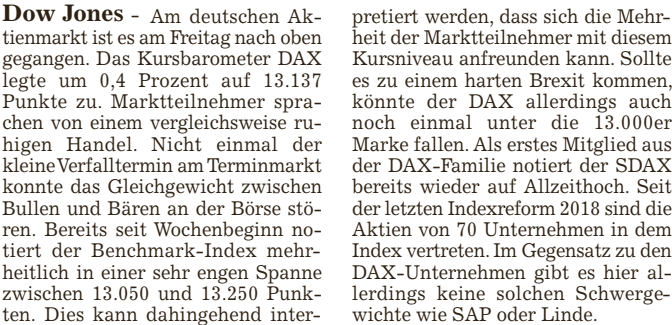 Dow Jones - Am deutschen Ak-
tienmarkt ist es am Freitag nach oben
gegangen. Das Kursbarometer DAX
legte um 0,4 Prozent auf 13.137
Punkte zu. Marktteilnehmer spra-
chen von einem vergleichsweise ru-
higen Handel. Nicht einmal der
kleine Verfalltermin am Terminmarkt
konnte das Gleichgewicht zwischen
Bullen und Bären an der Börse stö-
ren. Bereits seit Wochenbeginn no-
tiert der Benchmark-Index mehr-
heitlich in einer sehr engen Spanne
zwischen 13.050 und 13.250 Punk-
ten. Dies kann dahingehend inter-
pretiert werden, dass sich die Mehr-
heit der Marktteilnehmer mit diesem
Kursniveau anfreunden kann. Sollte
es zu einem harten Brexit kommen,
könnte der DAX allerdings auch
noch einmal unter die 13.000er
Marke fallen. Als erstes Mitglied aus
der DAX-Familie notiert der SDAX
bereits wieder auf Allzeithoch. Seit
der letzten Indexreform 2018 sind die
Aktien von 70 Unternehmen in dem
Index vertreten. Im Gegensatz zu den
DAX-Unternehmen gibt es hier al-
lerdings keine solchen Schwerge-
wichte wie SAP oder Linde.